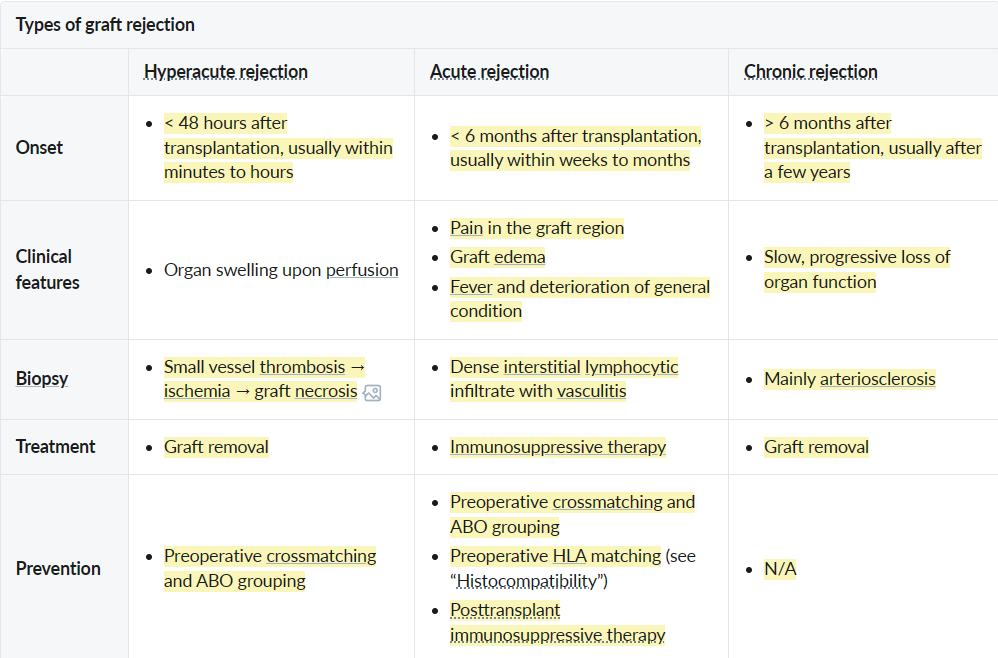 Types of graft rejection
Hyperacute rejection
Acute rejection
Chronic rejection
Onset
• < 48 hours after
transplantation, usually within
minutes to hours
• < 6 months after transplantation,
usually within weeks to months
• > 6 months after
transplantation, usually after
a few years
Clinical
features
• Organ swelling upon perfusion
• Pain in the graft region
• Graft edema
• Fever and deterioration of general
condition
• Slow, progressive loss of
organ function
Biopsy
• Small vessel thrombosis →
ischemia → graft necrosis
• Dense interstitial lymphocytic
infiltrate with vasculitis
• Mainly arteriosclerosis
Treatment
• Graft removal
• Immunosuppressive therapy
• Graft removal
Prevention
• Preoperative crossmatching
and ABO grouping
• Preoperative crossmatching and
ABO grouping
• Preoperative HLA matching (see
“Histocompatibility”)
• Posttransplant
immunosuppressive therapy
• N/A